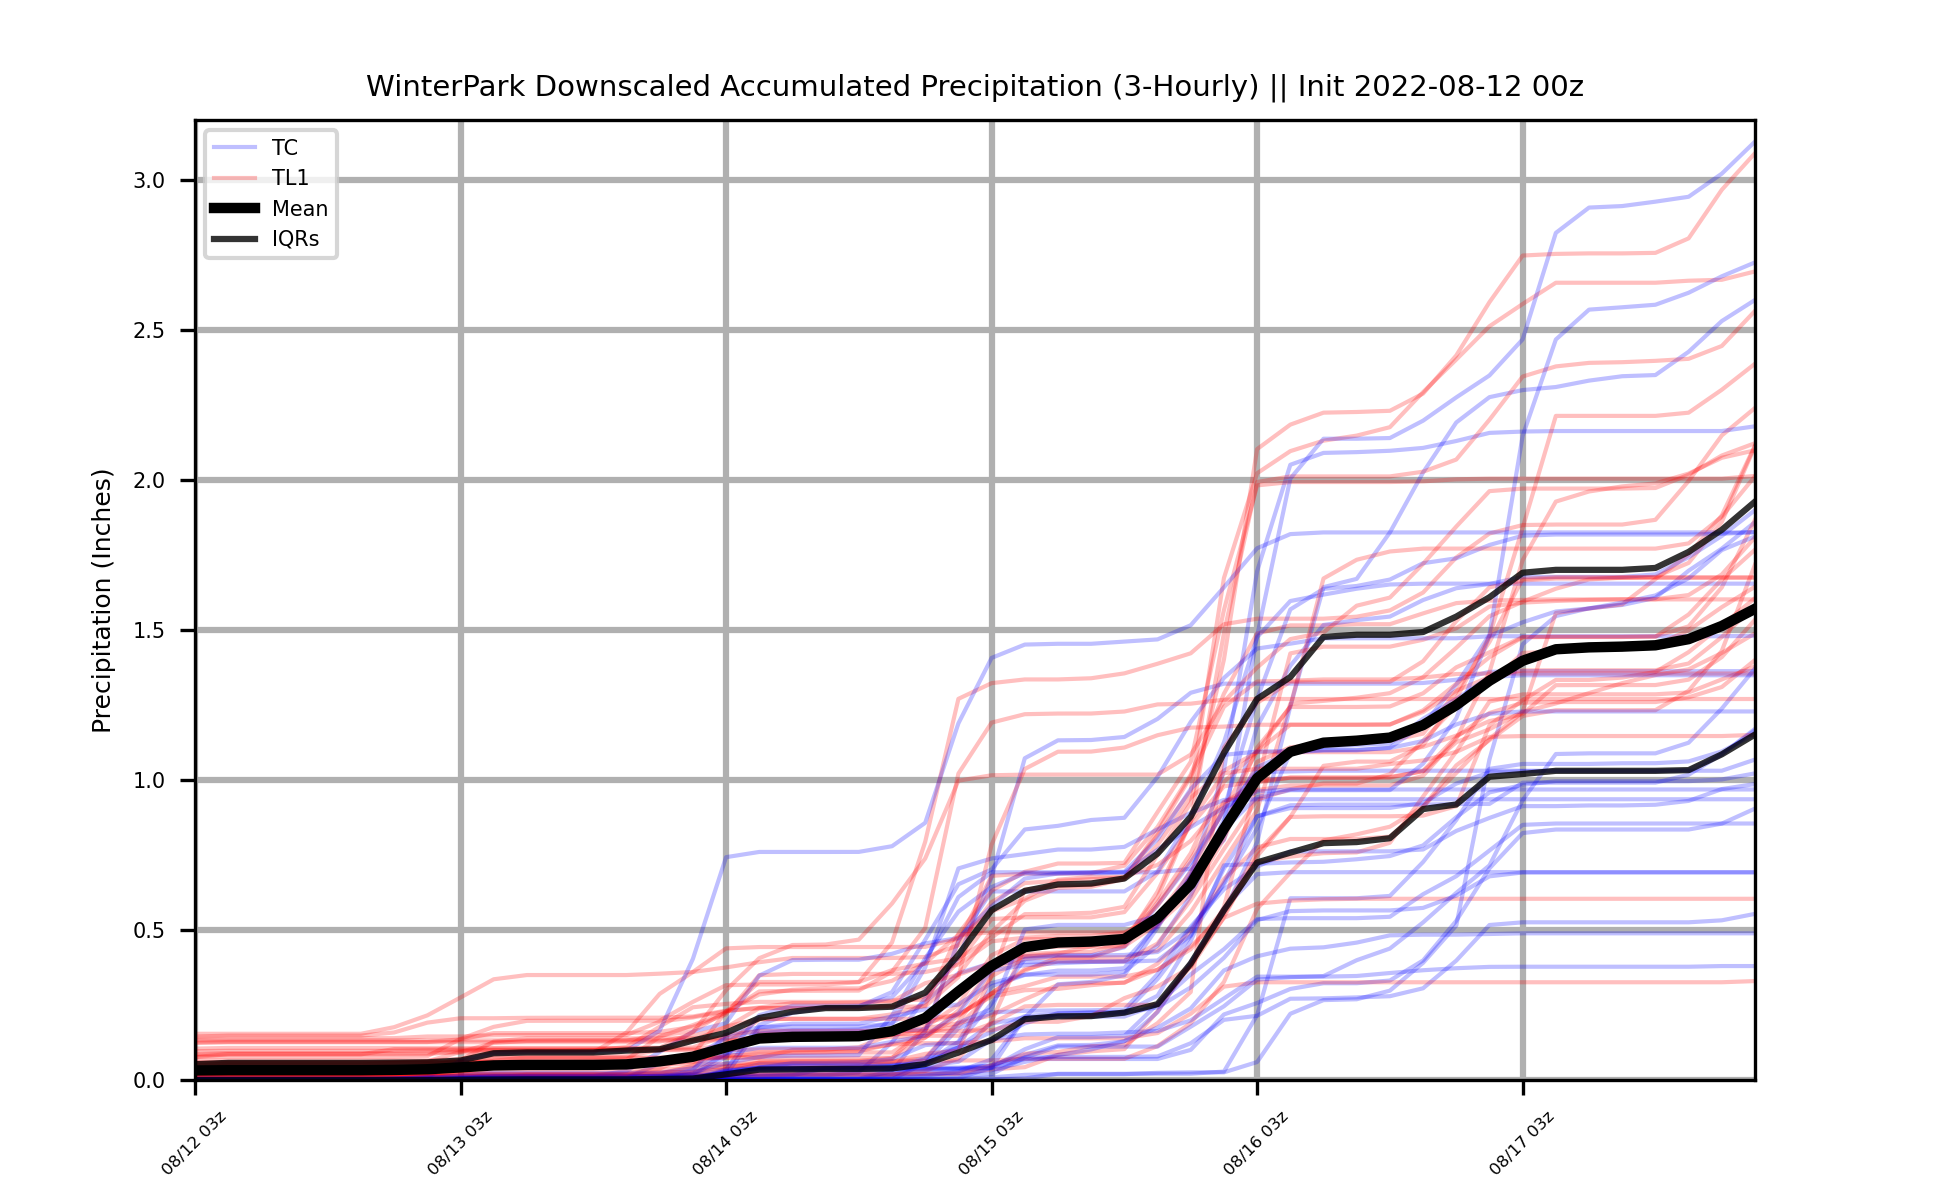 WinterPark Downscaled Accumulated Precipitation (3-Hourly) || Init 2022-08-12 00z
TC
TL1
Mean
IQRs
Precipitation (Inches)
3.0
2.5
2.0
1.5
1.0
0.5
0.0
08/12 03z
08/13 03z
08/14 03z
08/15 03z
08/16 03z
08/17 03z